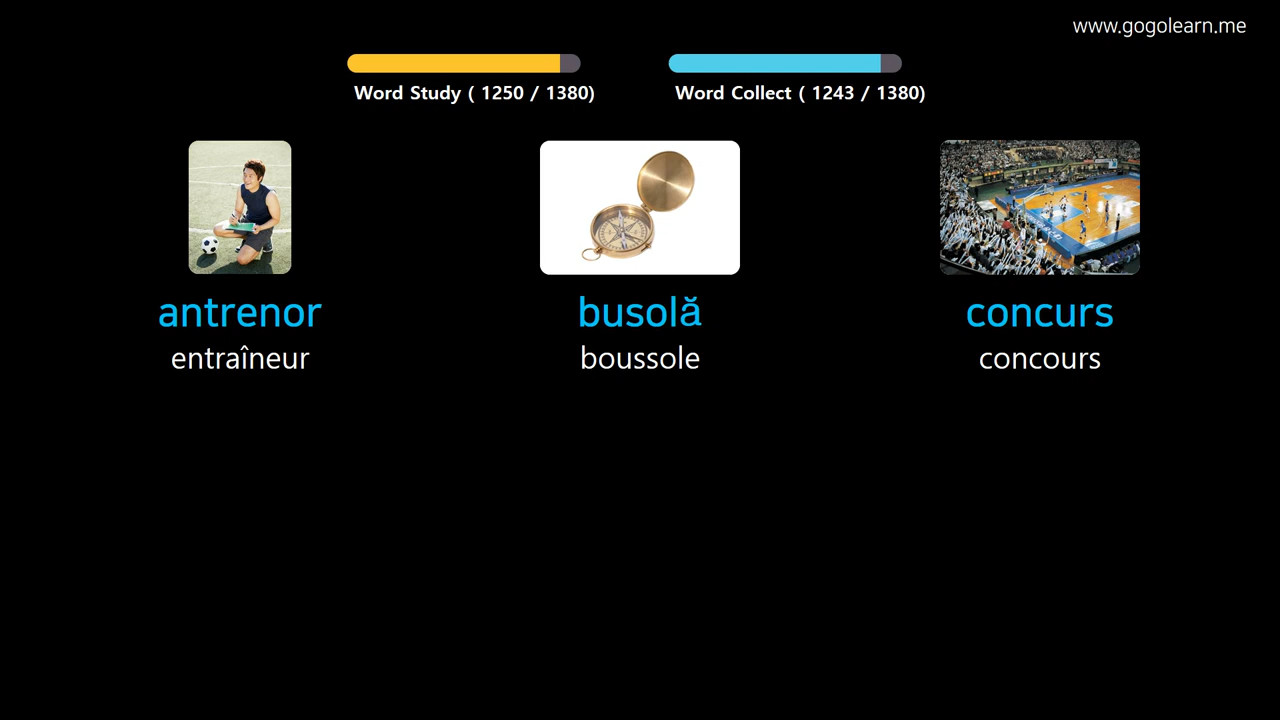 www.gogolearn.me
Word Study ( 1250 / 1380)
Word Collect ( 1243 / 1380)
antrenor
busolă
concurs
entraîneur
boussole
concours